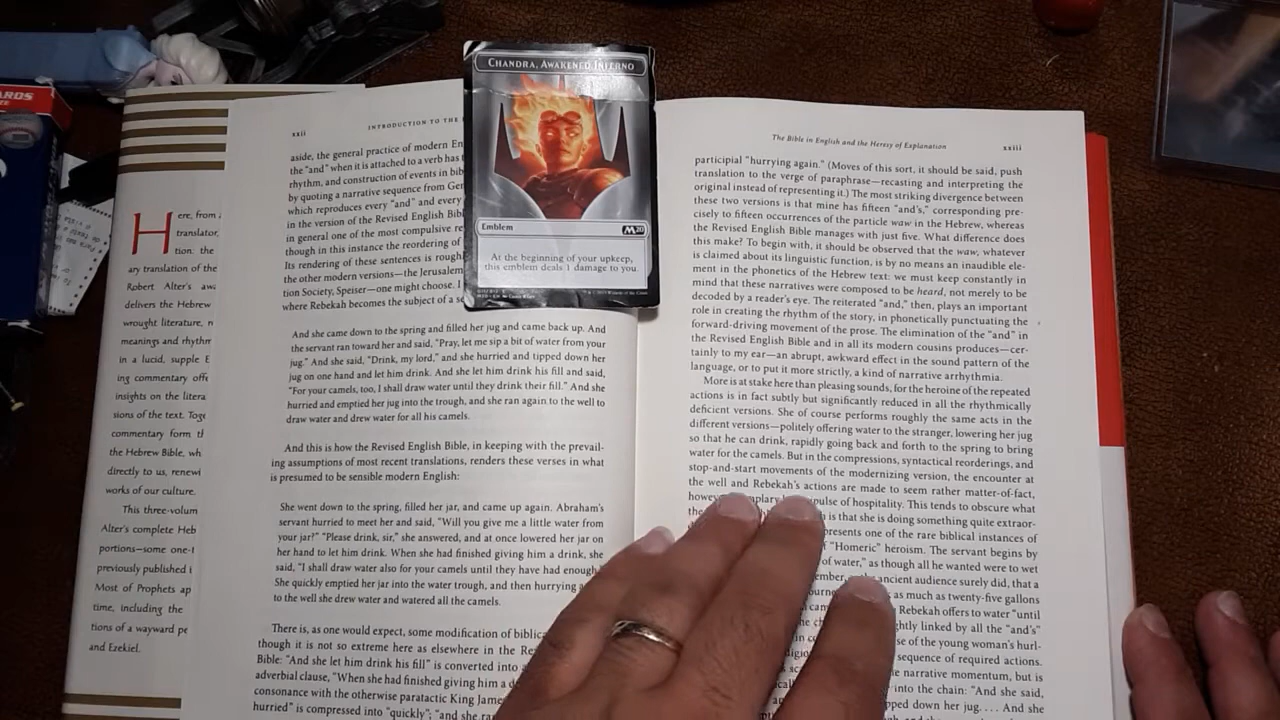 ARDS
Here, from
translator,
tion: the
ary translation of the
Robert Alter's awa
delivers the Hebrew
wrought literature,
meanings and rhythm
in a lucid, supple E
ing commentary offe
insights on the litera
sions of the text. Toge
commentary form th
the Hebrew Bible, wh
directly to us, renewi
works of our culture.
This three-volum
Alter's complete Heb
portions—some one-t
previously published i
Most of Prophets ap
time, including the
tions of a wayward pe
and Ezekiel.
xxii INTRODUCTION TO THE
aside, the general practice of modern En
the "and" when it is attached to a verb has
rhythm, and construction of events in bib
by quoting a narrative sequence from Gen
which reproduces every "and" and every
in the version of the Revised English Bib
in general one of the most compulsive re
though in this instance the reordering of
Its rendering of these sentences is rough
the other modern versions—the Jerusalem
tion Society, Speiser—one might choose. I
where Rebekah becomes the subject of a se
And she came down to the spring and filled her jug and came back up. And
the servant ran toward her and said, "Pray, let me sip a bit of water from your
jug." And she said, "Drink, my lord," and she hurried and tipped down her
jug on one hand and let him drink. And she let him drink his fill and said,
"For your camels, too, I shall draw water until they drink their fill." And she
hurried and emptied her jug into the trough, and she ran again to the well to
draw water and drew water for all his camels.
And this is how the Revised English Bible, in keeping with the prevail-
ing assumptions of most recent translations, renders these verses in what
is presumed to be sensible modern English:
She went down to the spring, filled her jar, and came up again. Abraham's
servant hurried to meet her and said, "Will you give me a little water from
your jar?" "Please drink, sir," she answered, and at once lowered her jar on
her hand to let him drink. When she had finished giving him a drink, she
said, "I shall draw water also for your camels until they have had enough."
She quickly emptied her jar into the water trough, and then hurrying a
to the well she drew water and watered all the camels.
There is, as one would expect, some modification of biblica
though it is not so extreme here as elsewhere in the Re
Bible: "And she let him drink his fill" is converted into a
adverbial clause, "When she had finished giving him a d
consonance with the otherwise paratactic King Jame
hurried" is compressed into "quickly"; "and she ran
CHANDRA, AWAKENED INFERNO
Emblem M20
At the beginning of your upkeep,
this emblem deals 1 damage to you.
The Bible in English and the Heresy of Explanation xxiii
participial "hurrying again." (Moves of this sort, it should be said, push
translation to the verge of paraphrase—recasting and interpreting the
original instead of representing it.) The most striking divergence between
these two versions is that mine has fifteen "and's," corresponding pre-
cisely to fifteen occurrences of the particle waw in the Hebrew, whereas
the Revised English Bible manages with just five. What difference does
this make? To begin with, it should be observed that the waw, whatever
is claimed about its linguistic function, is by no means an inaudible ele-
ment in the phonetics of the Hebrew text: we must keep constantly in
mind that these narratives were composed to be heard, not merely to be
decoded by a reader's eye. The reiterated "and," then, plays an important
role in creating the rhythm of the story, in phonetically punctuating the
forward-driving movement of the prose. The elimination of the "and" in
the Revised English Bible and in all its modern cousins produces—cer-
tainly to my ear—an abrupt, awkward effect in the sound pattern of the
language, or to put it more strictly, a kind of narrative arrhythmia.
More is at stake here than pleasing sounds, for the heroine of the repeated
actions is in fact subtly but significantly reduced in all the rhythmically
deficient versions. She of course performs roughly the same acts in the
different versions—politely offering water to the stranger, lowering her jug
so that he can drink, rapidly going back and forth to the spring to bring
water for the camels. But in the compressions, syntactical reorderings, and
stop-and-start movements of the modernizing version, the encounter at
the well and Rebekah's actions are made to seem rather matter-of-fact,
howev mplary pulse of hospitality. This tends to obscure what
the is that she is doing something quite extraor-
presents one of the rare biblical instances of
"Homeric" heroism. The servant begins by
of water," as though all he wanted were to wet
ember, ancient audience surely did, that a
ourne as much as twenty-five gallons
cam Rebekah offers to water "until
the ch ghtly linked by all the "and's"
in co se of the young woman's hurl-
sequence of required actions.
e narrative momentum, but is
into the chain: "And she said,
pped down her jug. . . . And she